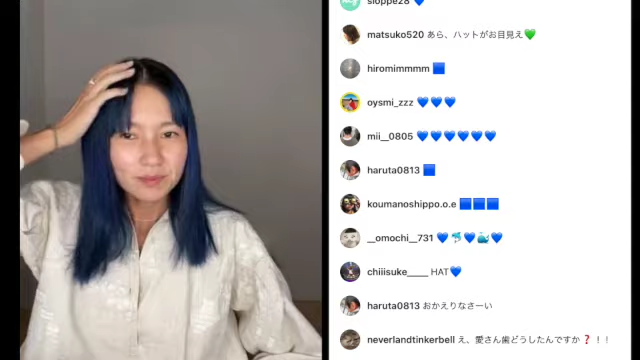 sloppe28 💙
matsuko520 あら、ハットがお目見え💚
hiromimmmm 🟦
oysmi_zzz 💙💙💙
mii__0805 💙💙💙💙💙💙
haruta0813 🟦
koumanoshippo.o.e 🟦🟦🟦
__omochi__731 💙🐬💙🐳💙
chiiisuke_____ HAT💙
haruta0813 おかえりなさーい
neverlandtinkerbell え、愛さん歯どうしたんですか❓！！